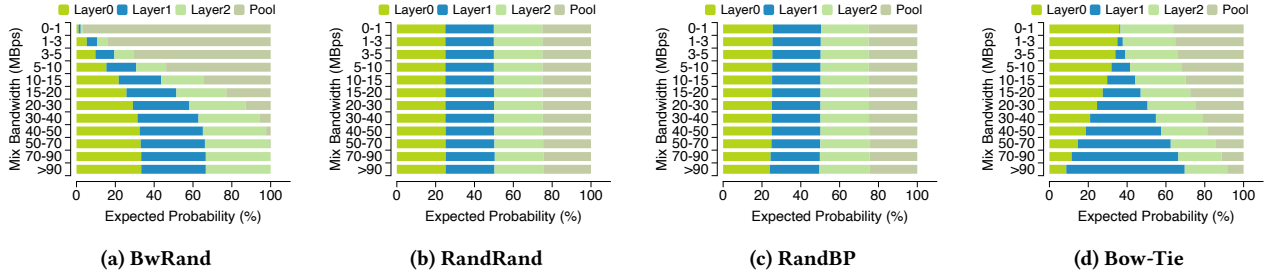 Layer0 Layer1 Layer2 Pool
Mix Bandwidth (MBps)
0-1
1-3
3-5
5-10
10-15
15-20
20-30
30-40
40-50
50-70
70-90
>90
0 20 40 60 80 100
Expected Probability (%)
(a) BwRand
Layer0 Layer1 Layer2 Pool
Mix Bandwidth (MBps)
0-1
1-3
3-5
5-10
10-15
15-20
20-30
30-40
40-50
50-70
70-90
>90
0 20 40 60 80 100
Expected Probability (%)
(b) RandRand
Layer0 Layer1 Layer2 Pool
Mix Bandwidth (MBps)
0-1
1-3
3-5
5-10
10-15
15-20
20-30
30-40
40-50
50-70
70-90
>90
0 20 40 60 80 100
Expected Probability (%)
(c) RandBP
Layer0 Layer1 Layer2 Pool
Mix Bandwidth (MBps)
0-1
1-3
3-5
5-10
10-15
15-20
20-30
30-40
40-50
50-70
70-90
>90
0 20 40 60 80 100
Expected Probability (%)
(d) Bow-Tie